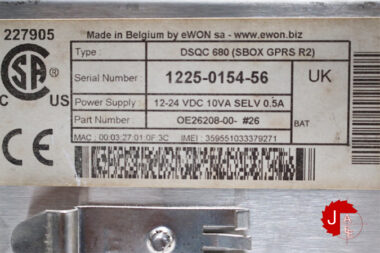 227905
Made in Belgium by eWON sa - www.ewon.biz
Type : DSQC 680 (SBOX GPRS R2)
Serial Number 1225-0154-56 UK
Power Supply : 12-24 VDC 10VA SELV 0.5A
Part Number OE26208-00- #26 BAT
MAC : 00:03:27:01:0F:3C IMEI : 359551033379271
C US
CE
J